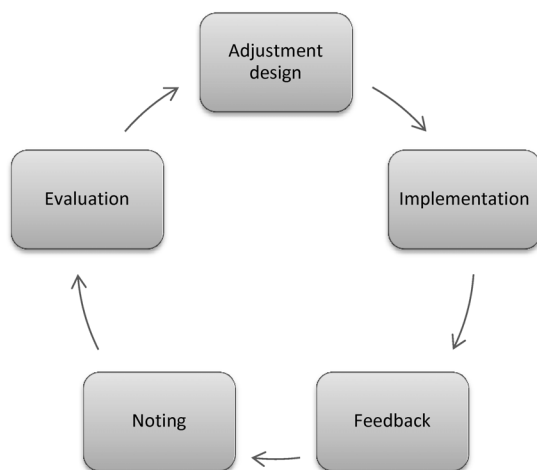 Adjustment
design
Implementation
Feedback
Noting
Evaluation